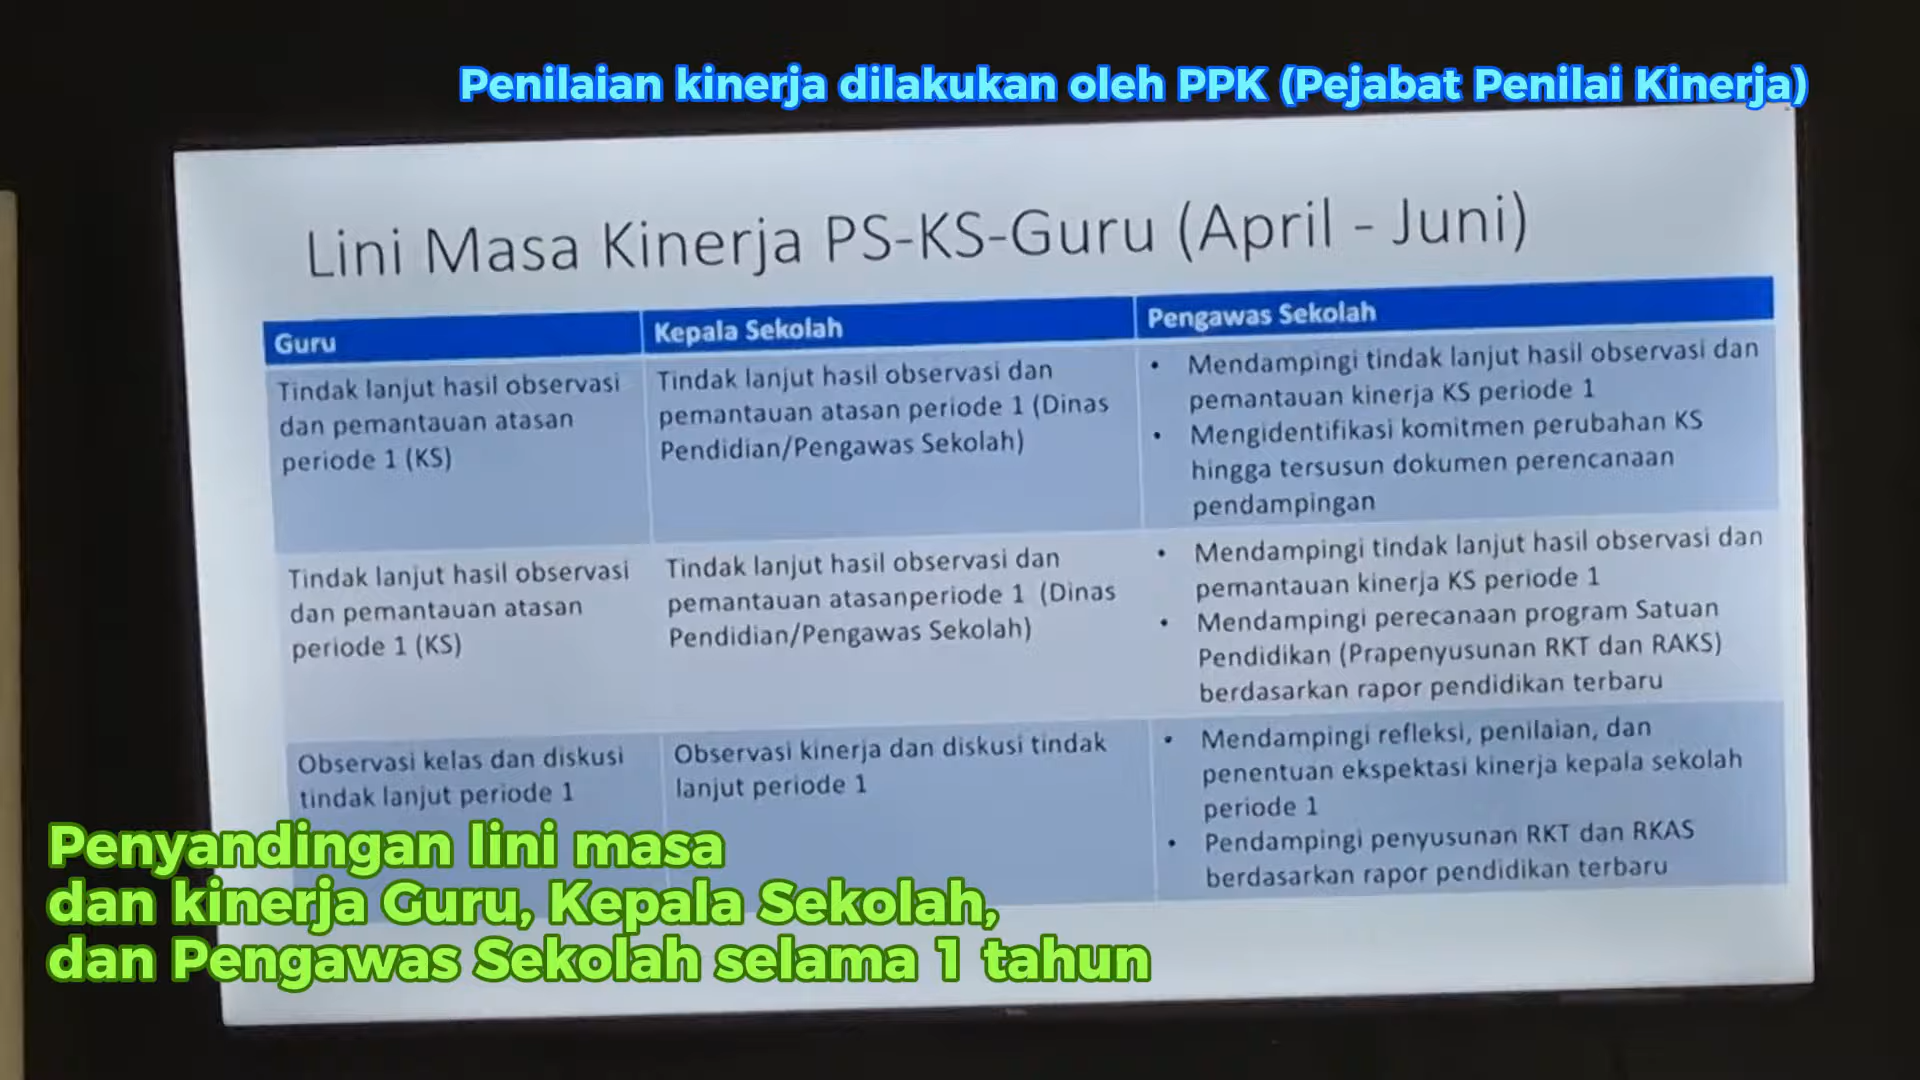 Penilaian kinerja dilakukan oleh PPK (Pejabat Penilai Kinerja)
Lini Masa Kinerja PS-KS-Guru (April - Juni)
Guru
Kepala Sekolah
Pengawas Sekolah
Tindak lanjut hasil observasi
dan pemantauan atasan
periode 1 (KS)
Tindak lanjut hasil observasi dan
pemantauan atasan periode 1 (Dinas
Pendidian/Pengawas Sekolah)
• Mendampingi tindak lanjut hasil observasi dan
pemantauan kinerja KS periode 1
• Mengidentifikasi komitmen perubahan KS
hingga tersusun dokumen perencanaan
pendampingan
Tindak lanjut hasil observasi
dan pemantauan atasan
periode 1 (KS)
Tindak lanjut hasil observasi dan
pemantauan atasanperiode 1 (Dinas
Pendidian/Pengawas Sekolah)
• Mendampingi tindak lanjut hasil observasi dan
pemantauan kinerja KS periode 1
• Mendampingi perecanaan program Satuan
Pendidikan (Prapenyusunan RKT dan RAKS)
berdasarkan rapor pendidikan terbaru
Observasi kelas dan diskusi
tindak lanjut periode 1
Observasi kinerja dan diskusi tindak
lanjut periode 1
• Mendampingi refleksi, penilaian, dan
penentuan ekspektasi kinerja kepala sekolah
periode 1
• Pendampingi penyusunan RKT dan RKAS
berdasarkan rapor pendidikan terbaru
Penyandingan lini masa
dan kinerja Guru, Kepala Sekolah,
dan Pengawas Sekolah selama 1 tahun